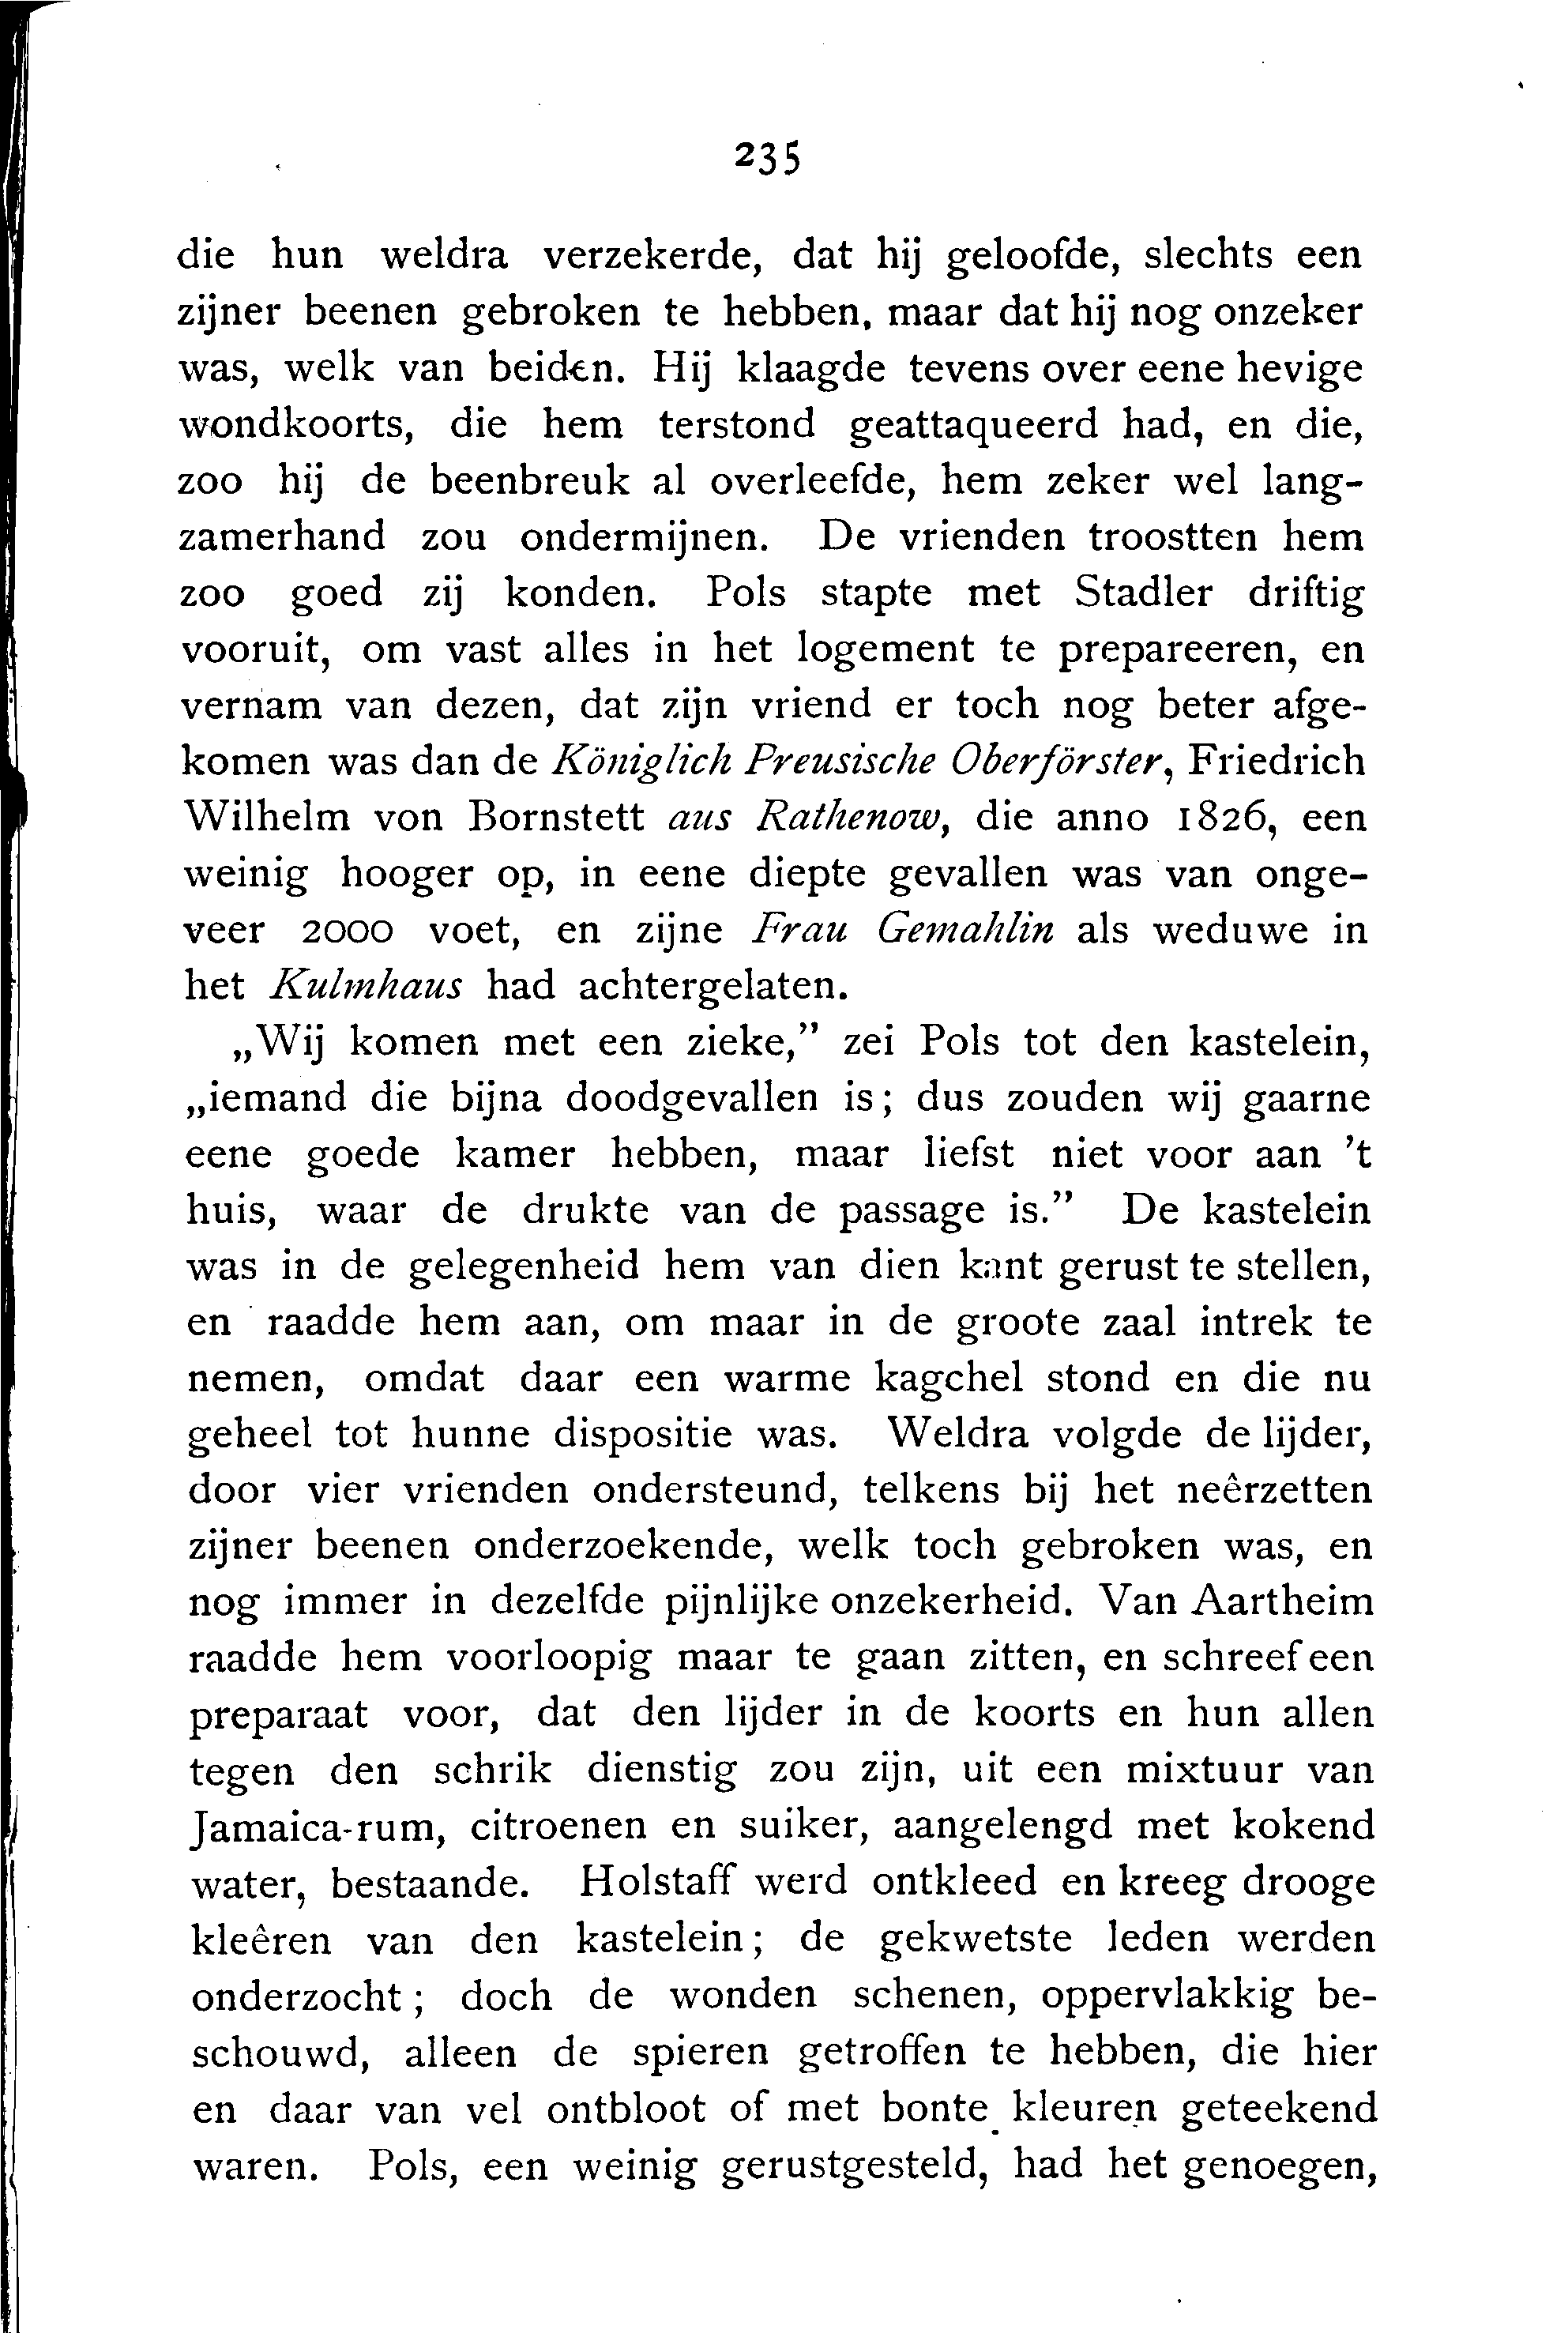 235
die hun weldra verzekerde, dat hij geloofde, slechts een
zijner beenen gebroken te hebben, maar dat hij nog onzeker
was, welk van beiden. Hij klaagde tevens over eene hevige
wondkoorts, die hem terstond geattaqueerd had, en die,
zoo hij de beenbreuk al overleefde, hem zeker wel lang-
zamerhand zou ondermijnen. De vrienden troostten hem
zoo goed zij konden. Pols stapte met Stadler driftig
vooruit, om vast alles in het logement te prepareeren, en
vernam van dezen, dat zijn vriend er toch nog beter afge-
komen was dan de Königlich Preusische Oberförster, Friedrich
Wilhelm von Bornstett aus Rathenow, die anno 1826, een
weinig hooger op, in eene diepte gevallen was van onge-
veer 2000 voet, en zijne Frau Gemahlin als weduwe in
het Kulmhaus had achtergelaten.
„Wij komen met een zieke,” zei Pols tot den kastelein,
„iemand die bijna doodgevallen is; dus zouden wij gaarne
eene goede kamer hebben, maar liefst niet voor aan 't
huis, waar de drukte van de passage is.” De kastelein
was in de gelegenheid hem van dien kant gerust te stellen,
en raadde hem aan, om maar in de groote zaal intrek te
nemen, omdat daar een warme kagchel stond en die nu
geheel tot hunne dispositie was. Weldra volgde de lijder,
door vier vrienden ondersteund, telkens bij het neêrzetten
zijner beenen onderzoekende, welk toch gebroken was, en
nog immer in dezelfde pijnlijke onzekerheid. Van Aartheim
raadde hem voorloopig maar te gaan zitten, en schreef een
preparaat voor, dat den lijder in de koorts en hun allen
tegen den schrik dienstig zou zijn, uit een mixtuur van
Jamaica-rum, citroenen en suiker, aangelengd met kokend
water, bestaande. Holstaff werd ontkleed en kreeg drooge
kleêren van den kastelein; de gekwetste leden werden
onderzocht; doch de wonden schenen, oppervlakkig be-
schouwd, alleen de spieren getroffen te hebben, die hier
en daar van vel ontbloot of met bonte kleuren geteekend
waren. Pols, een weinig gerustgesteld, had het genoegen,